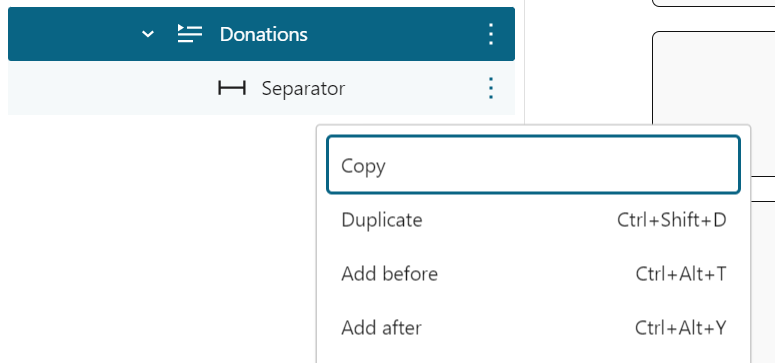 Donations
Separator
Copy
Duplicate Ctrl+Shift+D
Add before Ctrl+Alt+T
Add after Ctrl+Alt+Y